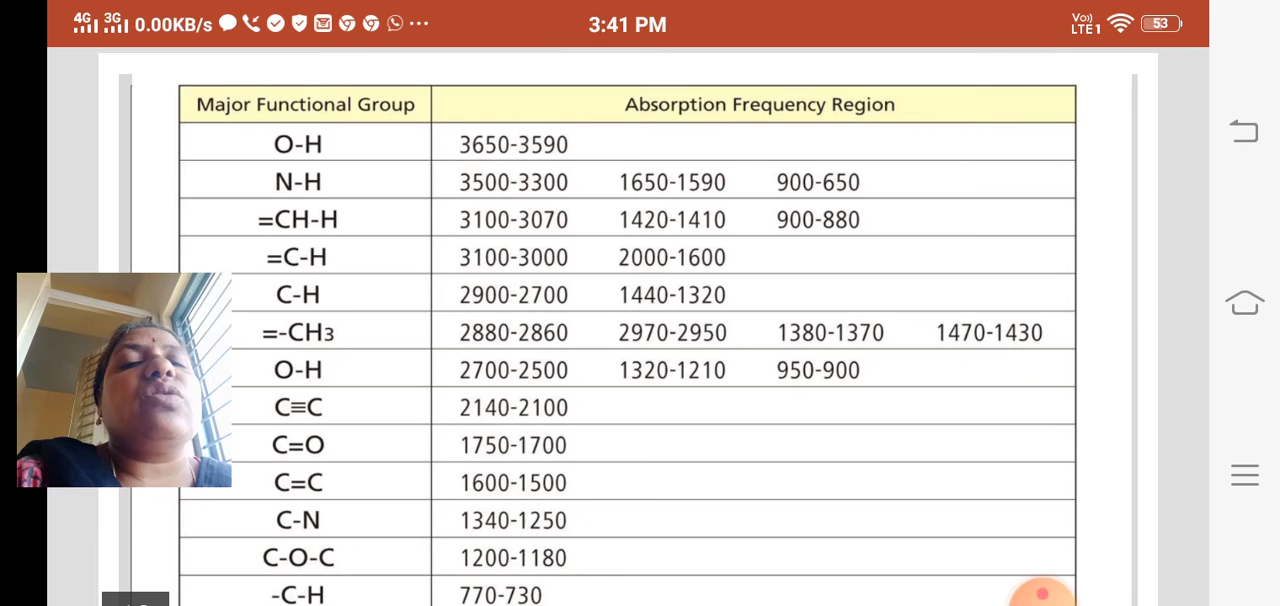 4G 3G 0.00KB/s 3:41 PM Vo) LTE1 53
Major Functional Group Absorption Frequency Region
O-H 3650-3590
N-H 3500-3300 1650-1590 900-650
=CH-H 3100-3070 1420-1410 900-880
=C-H 3100-3000 2000-1600
C-H 2900-2700 1440-1320
=-CH3 2880-2860 2970-2950 1380-1370 1470-1430
O-H 2700-2500 1320-1210 950-900
C≡C 2140-2100
C=O 1750-1700
C=C 1600-1500
C-N 1340-1250
C-O-C 1200-1180
-C-H 770-730